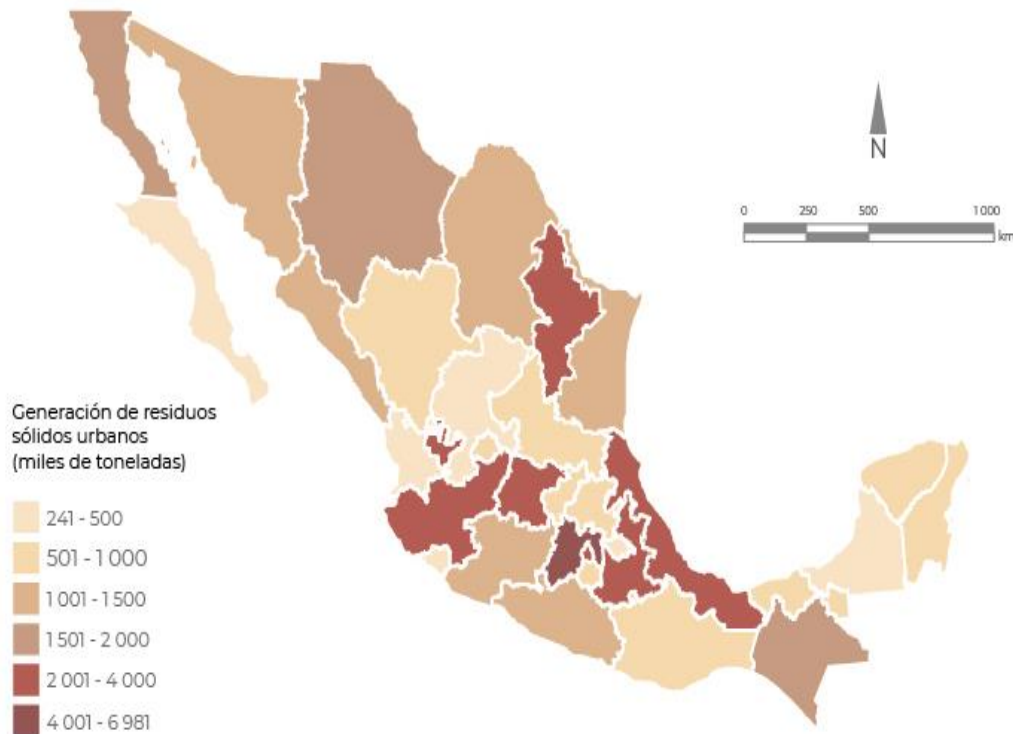 N
0 250 500 1 000
km
Generación de residuos
sólidos urbanos
(miles de toneladas)
241 - 500
501 - 1 000
1 001 - 1 500
1 501 - 2 000
2 001 - 4 000
4 001 - 6 981